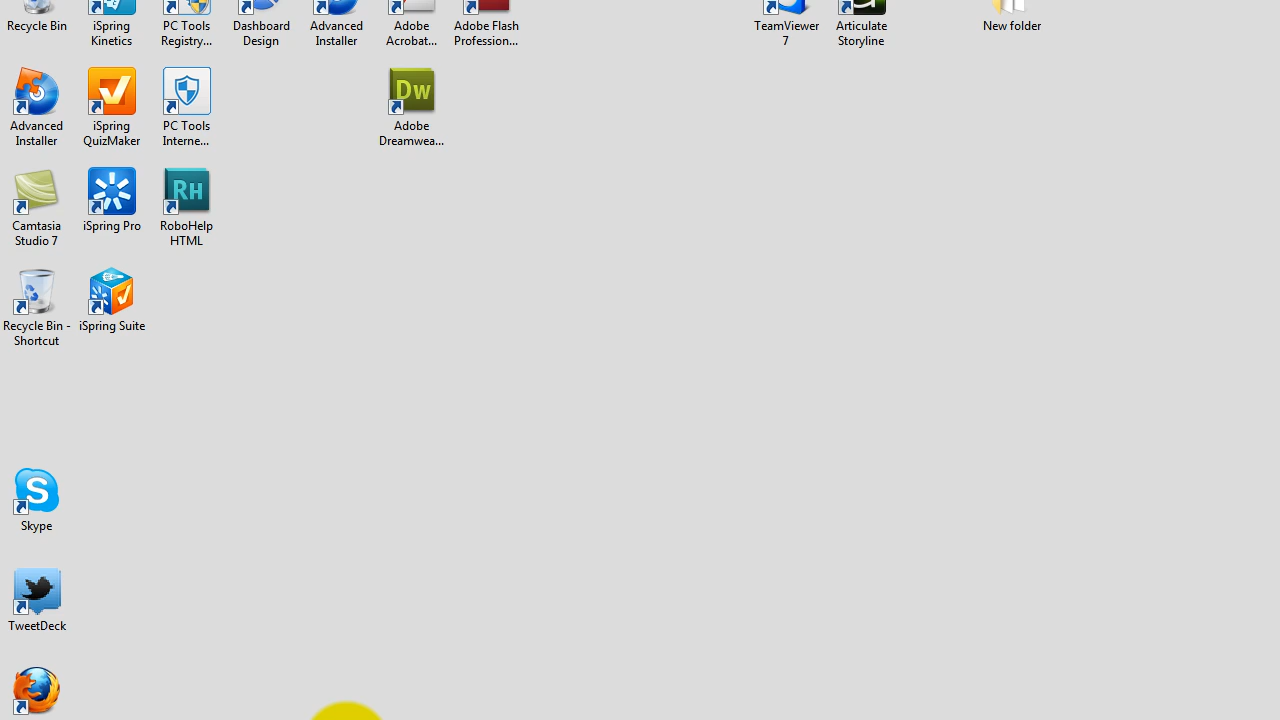 Recycle Bin
iSpring
Kinetics
PC Tools
Registry...
Dashboard
Design
Advanced
Installer
Adobe
Acrobat...
Adobe Flash
Profession...
TeamViewer
7
Articulate
Storyline
New folder
Advanced
Installer
iSpring
QuizMaker
PC Tools
Interne...
Dw
Adobe
Dreamwea...
Camtasia
Studio 7
iSpring Pro
RH
RoboHelp
HTML
Recycle Bin -
Shortcut
iSpring Suite
S
Skype
TweetDeck